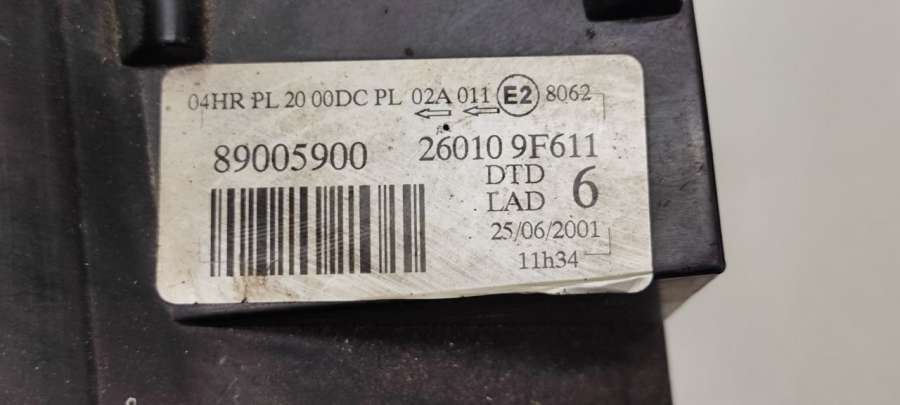 04HR PL 20 00DC PL 02A 011 E2 8062
89005900 26010 9F611
DTD
LAD 6
25/06/2001
11h34